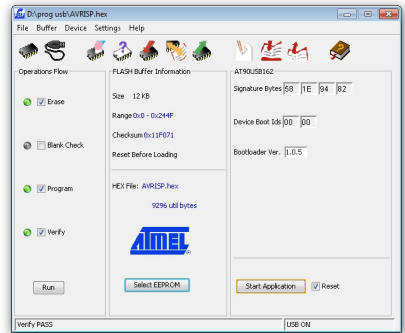 D:\prog usb\AVRISP.hex
File Buffer Device Settings Help
Operations Flow
Erase
Blank Check
Program
Verify
Run
FLASH Buffer Information
Size 12 KB
Range 0x0 - 0x244F
Checksum 0x11F071
Reset Before Loading
HEX File: AVRISP.hex
9296 util bytes
ATMEL
Select EEPROM
AT90USB162
Signature Bytes 58 1E 94 82
Device Boot Ids 00 00
Bootloader Ver. 1.0.5
Start Application Reset
Verify PASS USB ON